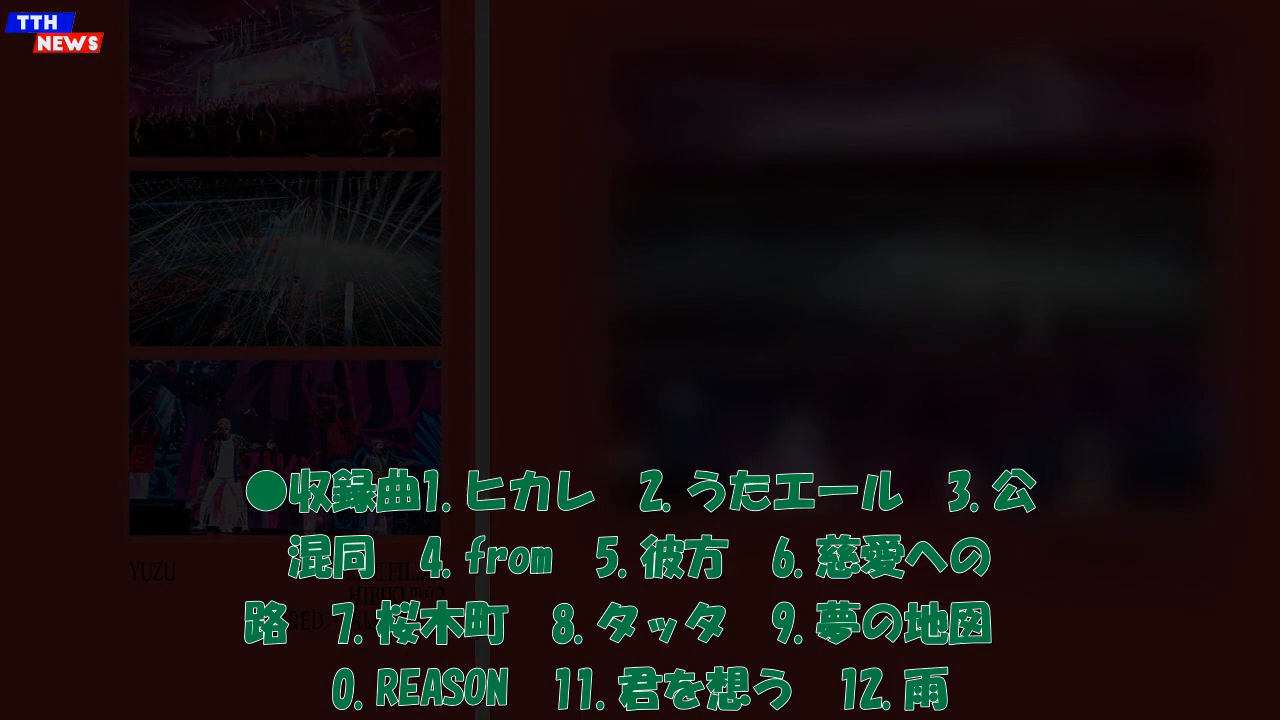 TTH
NEWS
●収録曲1. ヒカレ 2. うたエール 3. 公
混同 4. from 5. 彼方 6. 慈愛への
路 7. 桜木町 8. タッタ 9. 夢の地図
0. REASON 11. 君を想う 12. 雨
YUZU
HIBIKI